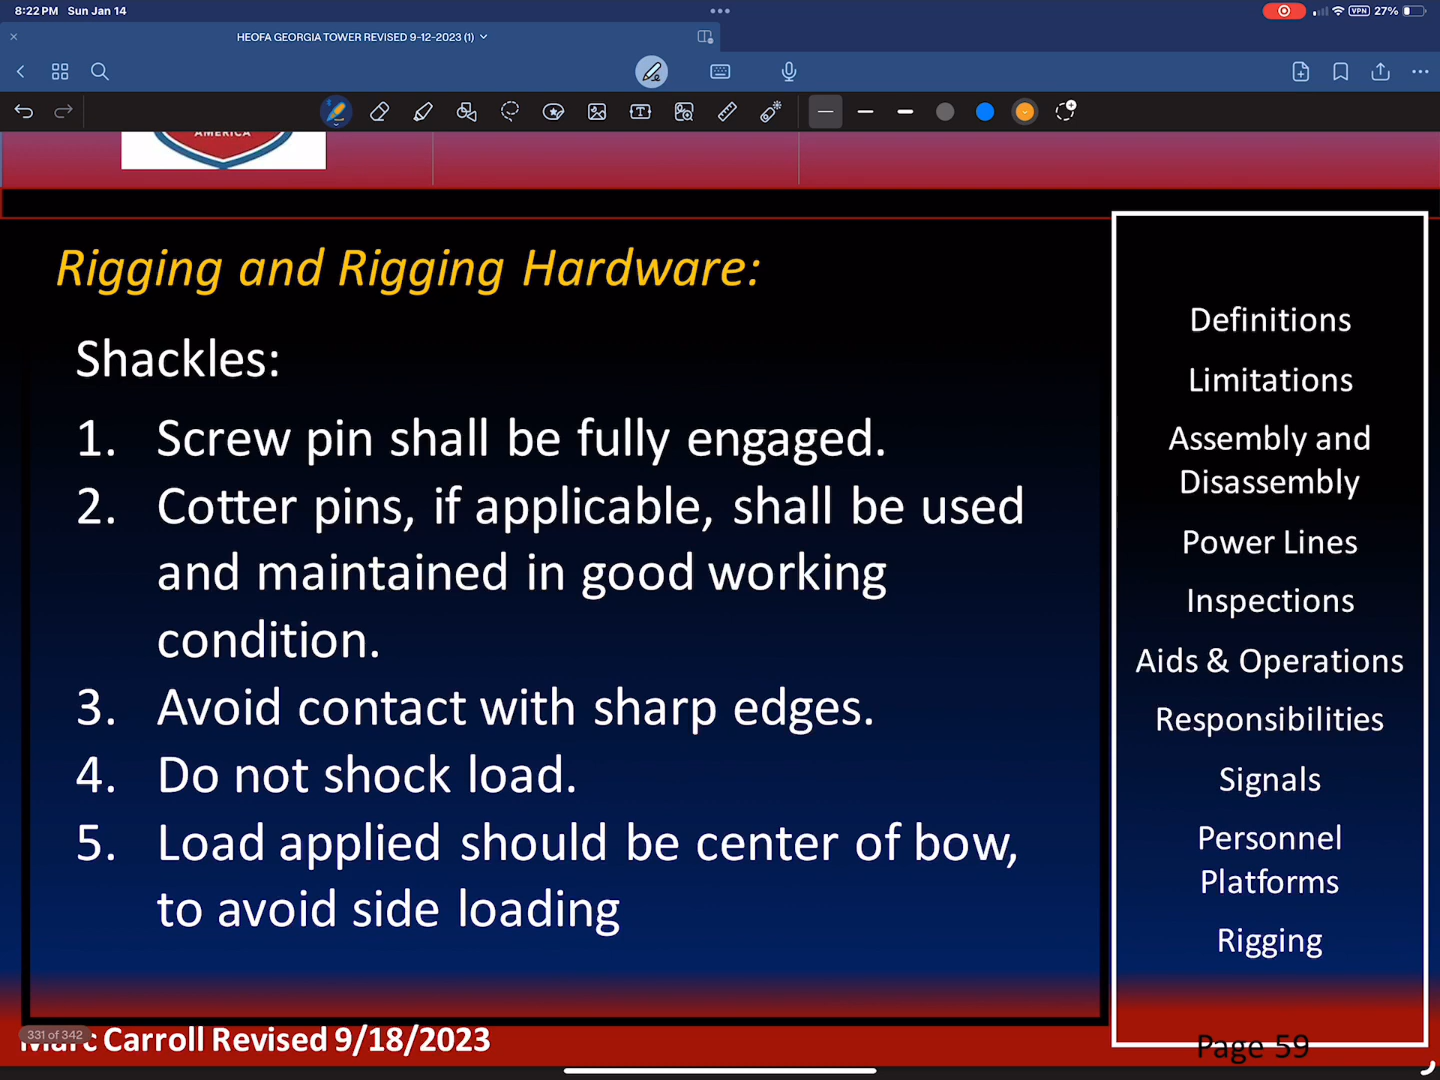 8:22 PM Sun Jan 14
VPN 27%
HEOFA GEORGIA TOWER REVISED 9-12-2023 (1)
AMERICA
Rigging and Rigging Hardware:
Shackles:
1. Screw pin shall be fully engaged.
2. Cotter pins, if applicable, shall be used
and maintained in good working
condition.
3. Avoid contact with sharp edges.
4. Do not shock load.
5. Load applied should be center of bow,
to avoid side loading
Definitions
Limitations
Assembly and
Disassembly
Power Lines
Inspections
Aids & Operations
Responsibilities
Signals
Personnel
Platforms
Rigging
331 of 342
Marc Carroll Revised 9/18/2023
Page 59